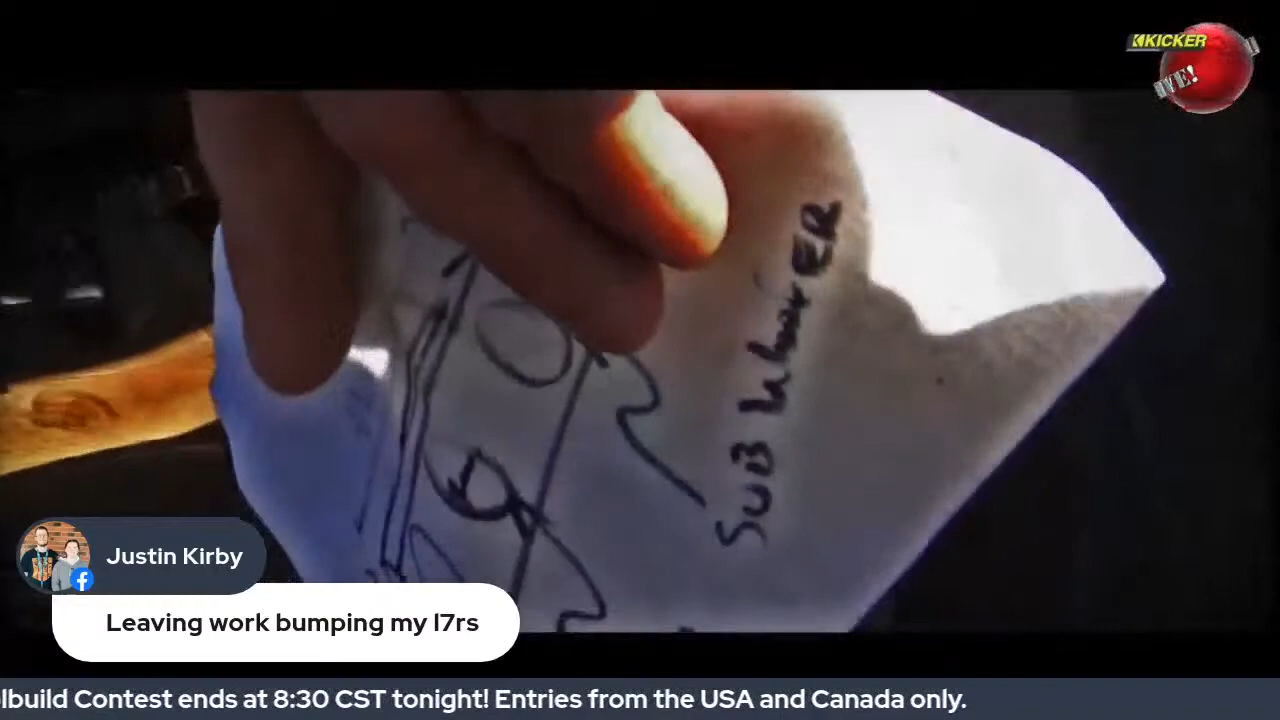 KICKER
LIVE!
SUB WOOFER
Justin Kirby
Leaving work bumping my 17rs
lbuild Contest ends at 8:30 CST tonight! Entries from the USA and Canada only.